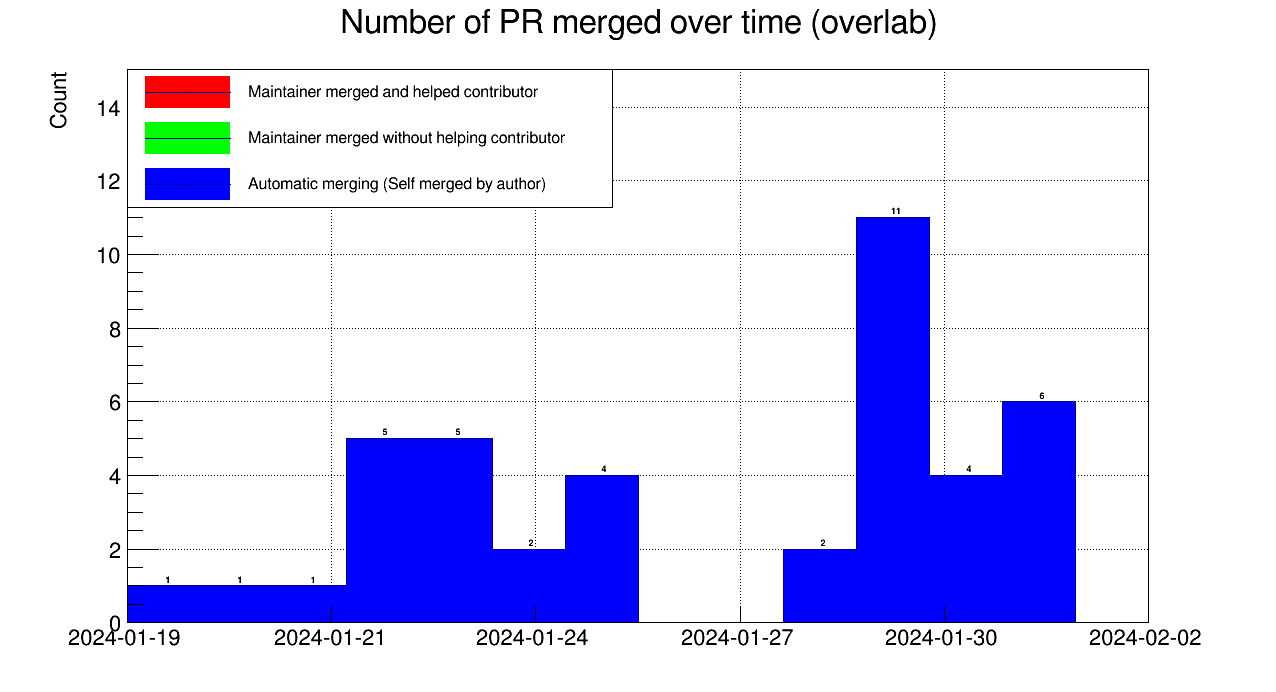 Number of PR merged over time (overlab)
Count
Maintainer merged and helped contributor
Maintainer merged without helping contributor
Automatic merging (Self merged by author)
14
12
10
8
6
4
2
0
1 1 1 5 5 2 4 2 11 4 6
2024-01-19 2024-01-21 2024-01-24 2024-01-27 2024-01-30 2024-02-02